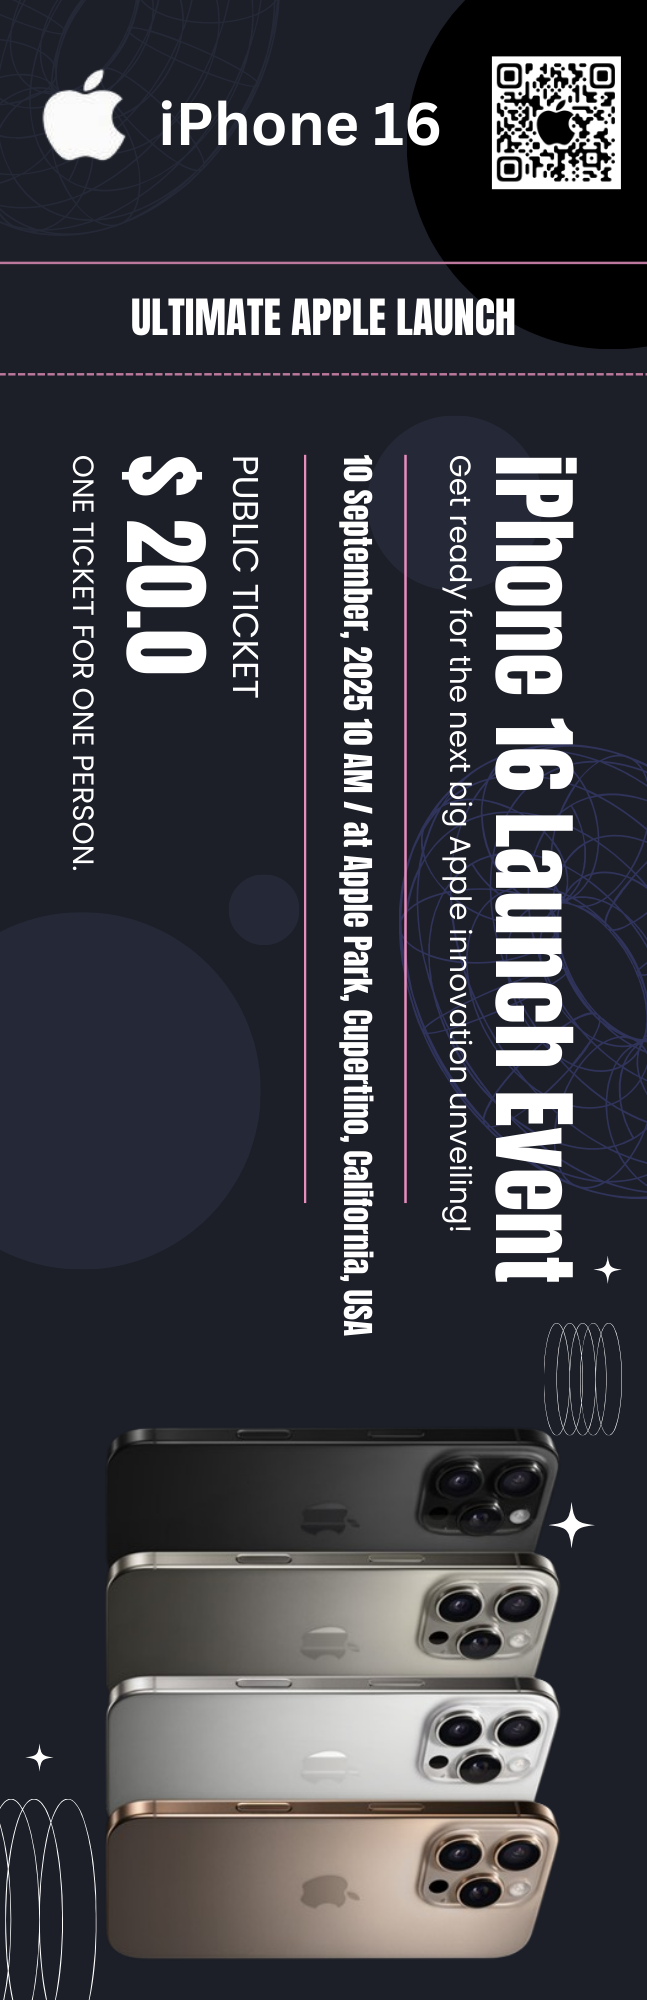 iPhone 16
ULTIMATE APPLE LAUNCH
iPhone 16 Launch Event
Get ready for the next big Apple innovation unveiling!
10 September, 2025 10 AM / at Apple Park, Cupertino, California, USA
PUBLIC TICKET
$ 20.0
ONE TICKET FOR ONE PERSON.